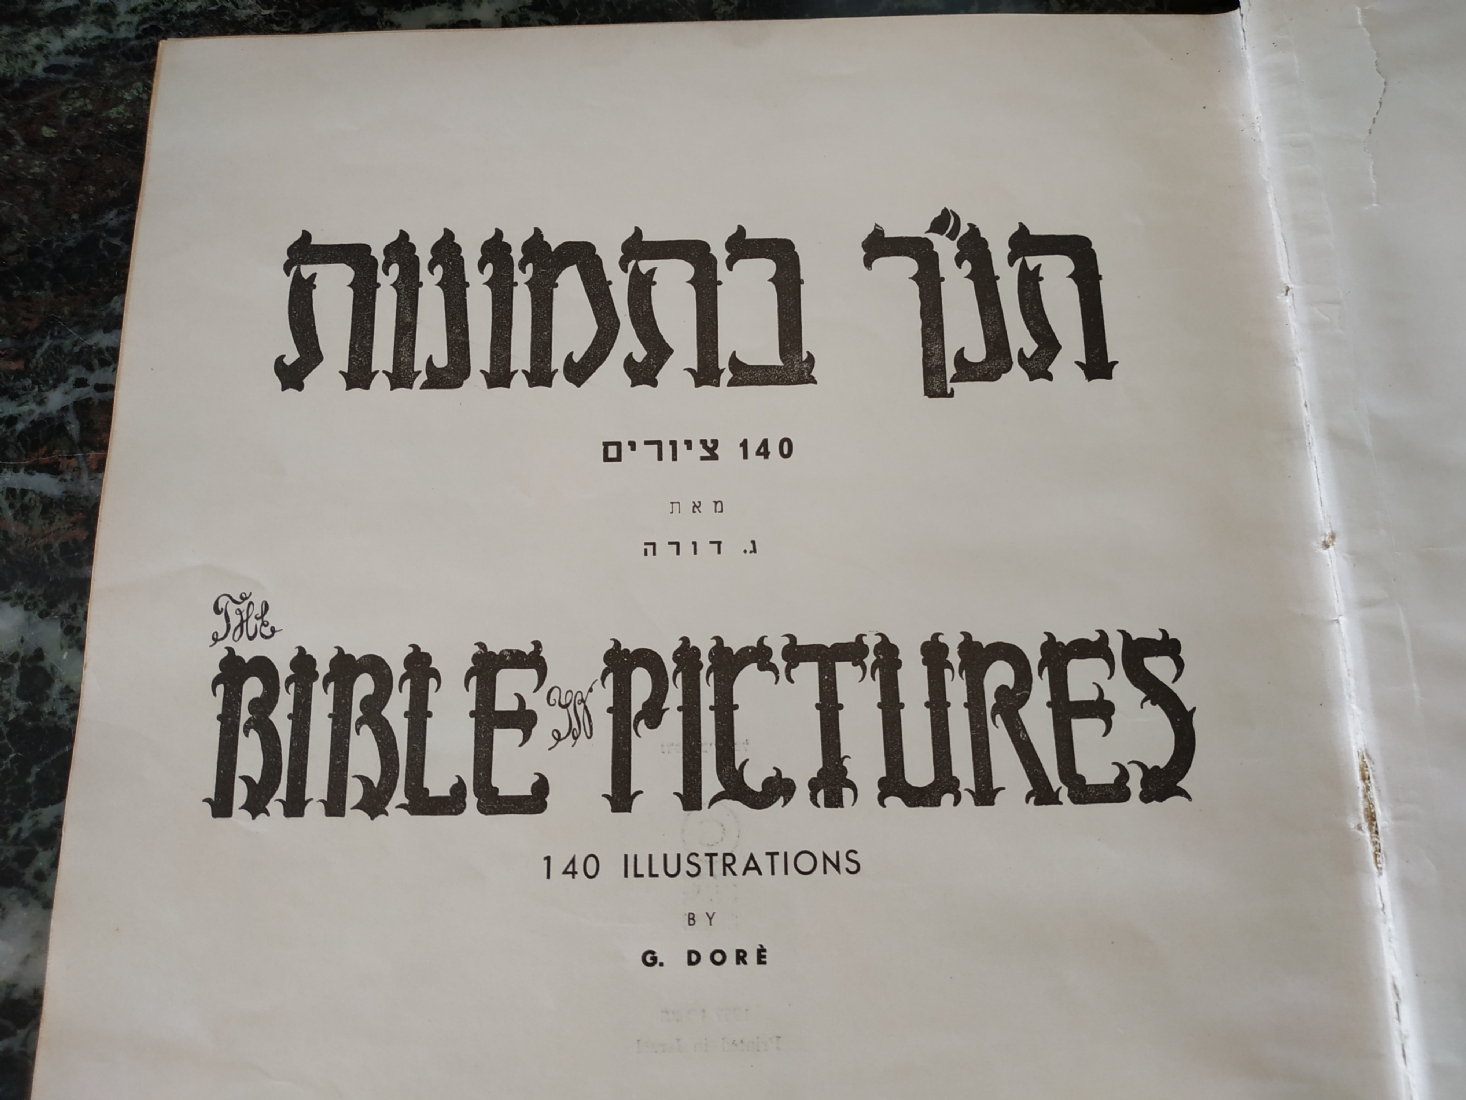 תנ״ך בתמונות
140 ציורים
מאת
ג. דורה
THE
BIBLE IN PICTURES
140 ILLUSTRATIONS
BY
G. DORÈ